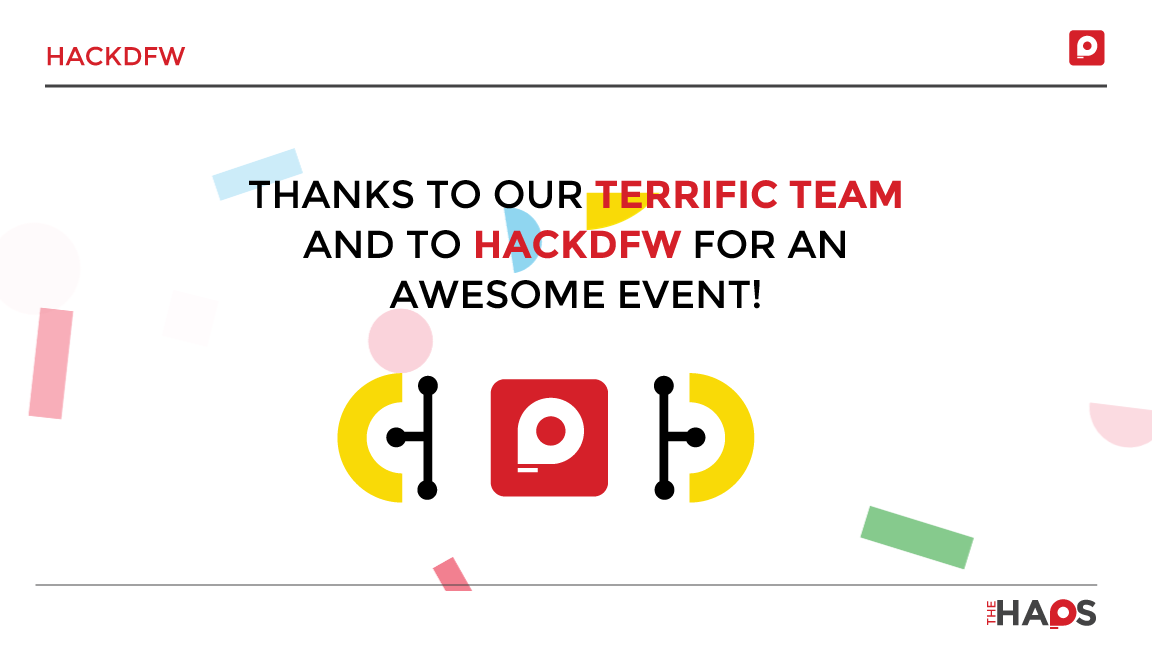 HACKDFW
THANKS TO OUR TERRIFIC TEAM
AND TO HACKDFW FOR AN
AWESOME EVENT!
THE HAPS